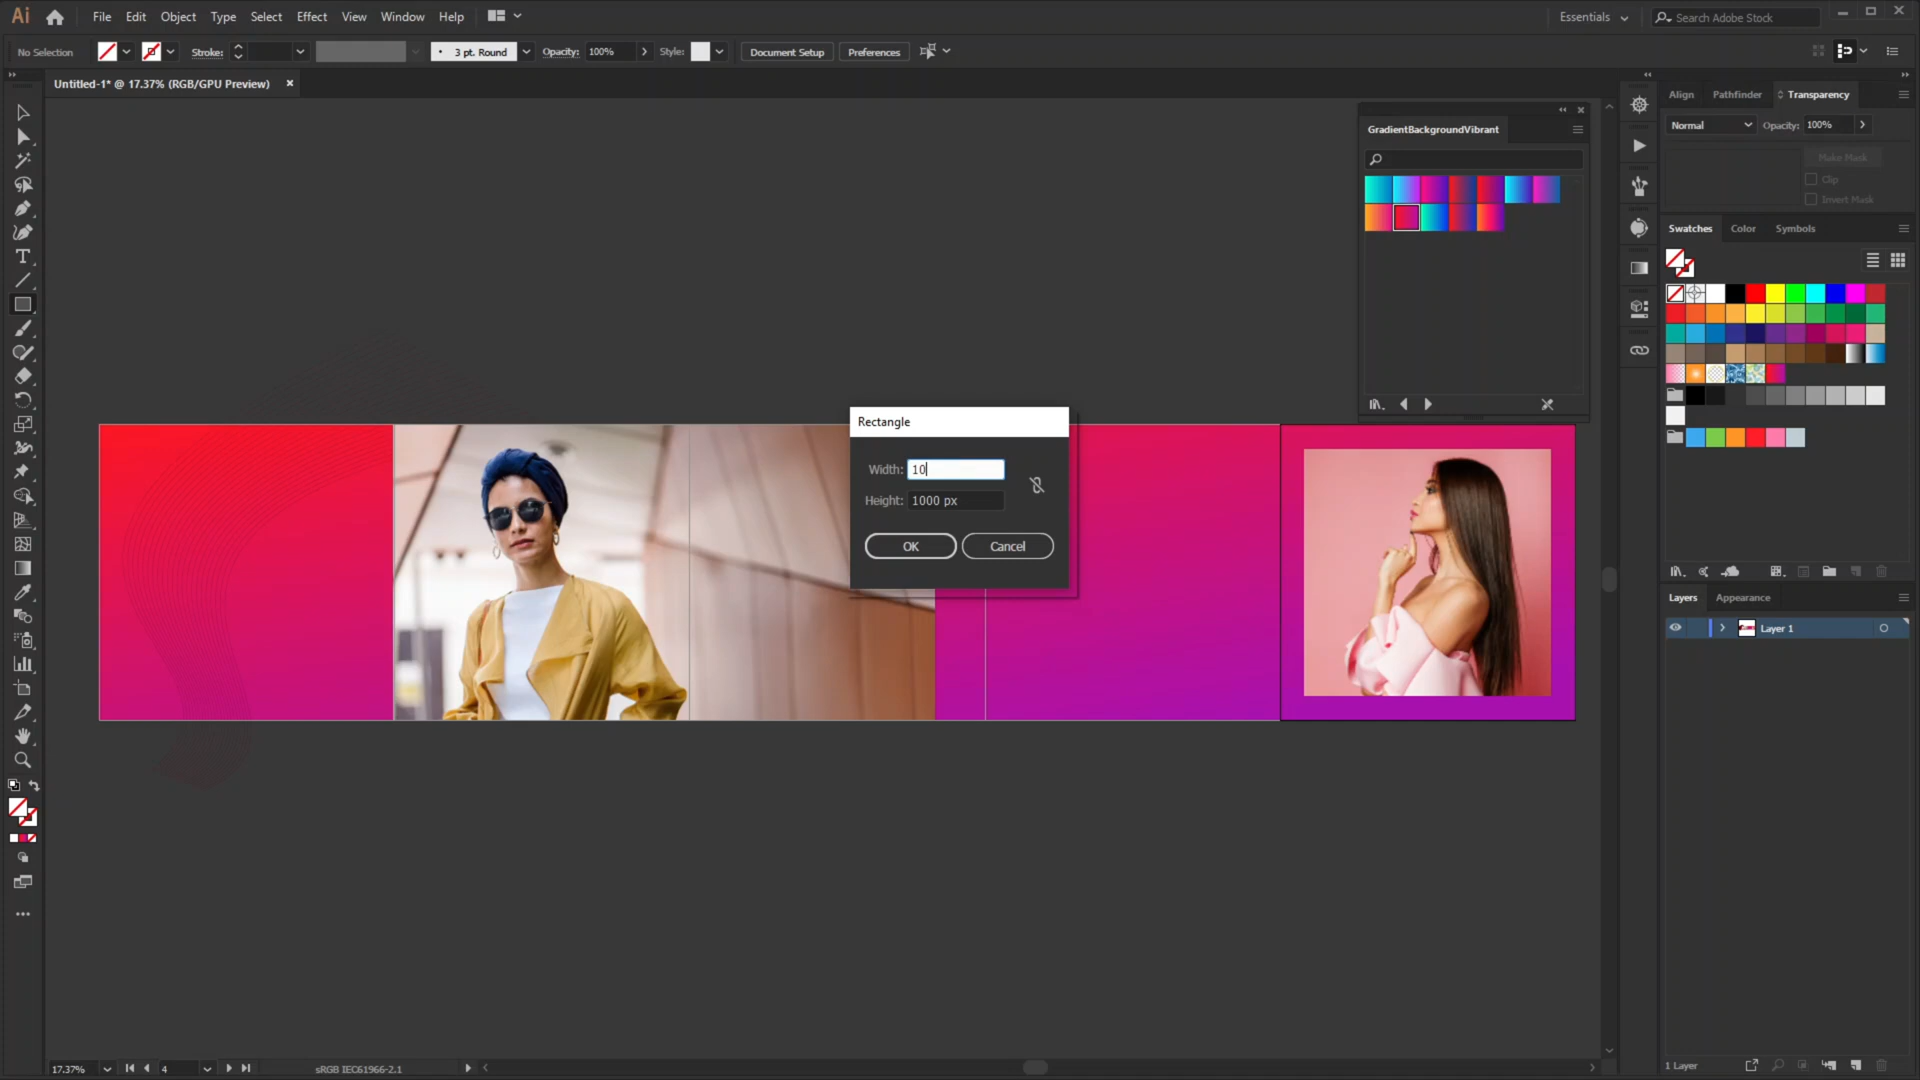 Ai
File Edit Object Type Select Effect View Window Help
Essentials
Search Adobe Stock
No Selection
Stroke:
3 pt. Round
Opacity: 100%
Style:
Document Setup
Preferences
Untitled-1* @ 17.37% (RGB/GPU Preview)
GradientBackgroundVibrant
Align Pathfinder Transparency
Normal
Opacity: 100%
Make Mask
Clip
Invert Mask
Swatches Color Symbols
Rectangle
Width: 10
Height: 1000 px
OK
Cancel
Layers Appearance
Layer 1
17.37%
4
sRGB IEC61966-2.1
1 Layer